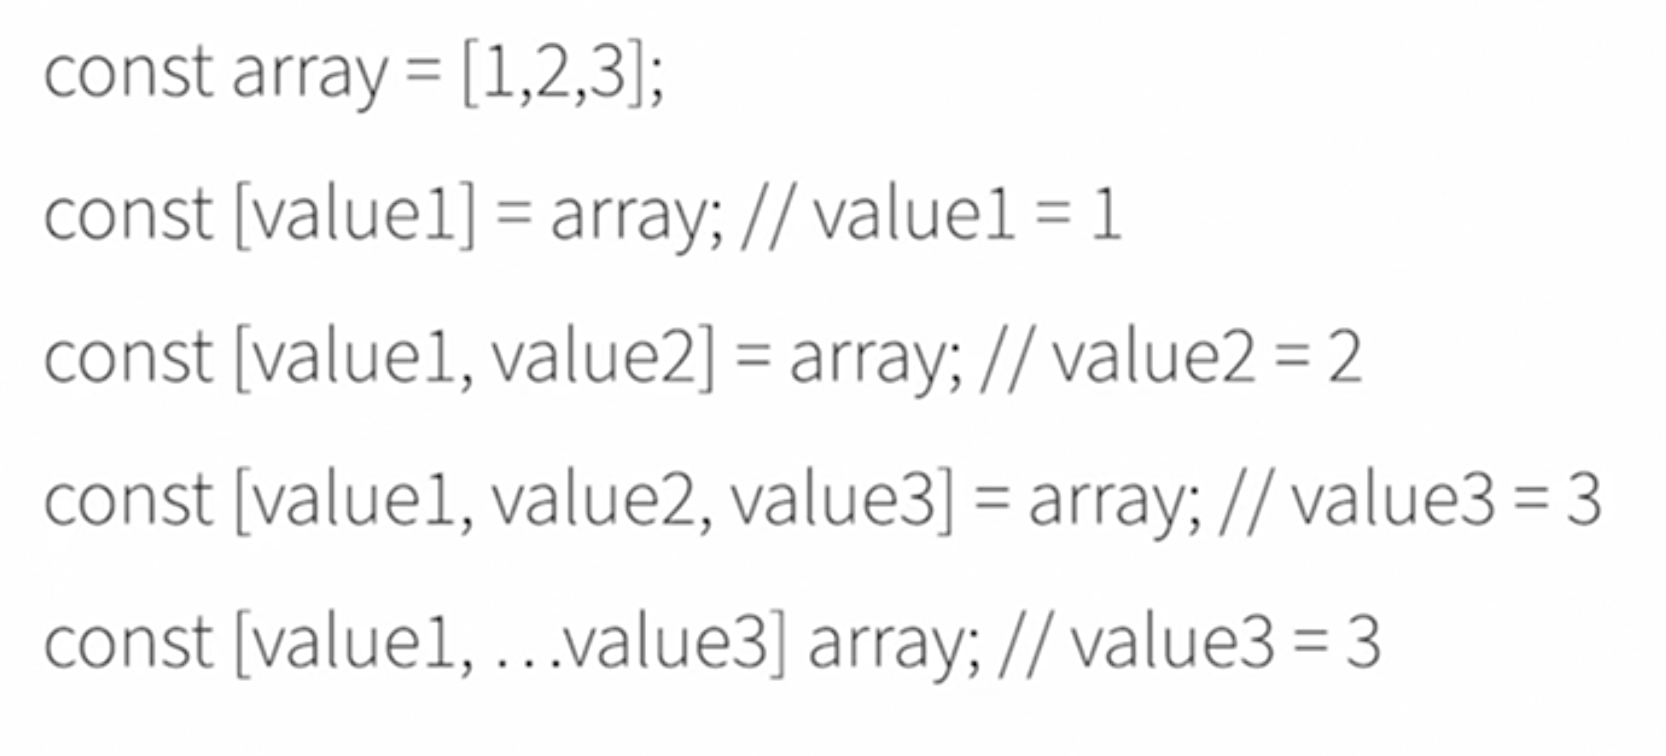 const array = [1,2,3];
const [value1] = array; // value1 = 1
const [value1, value2] = array; // value2 = 2
const [value1, value2, value3] = array; // value3 = 3
const [value1, …value3] array; // value3 = 3